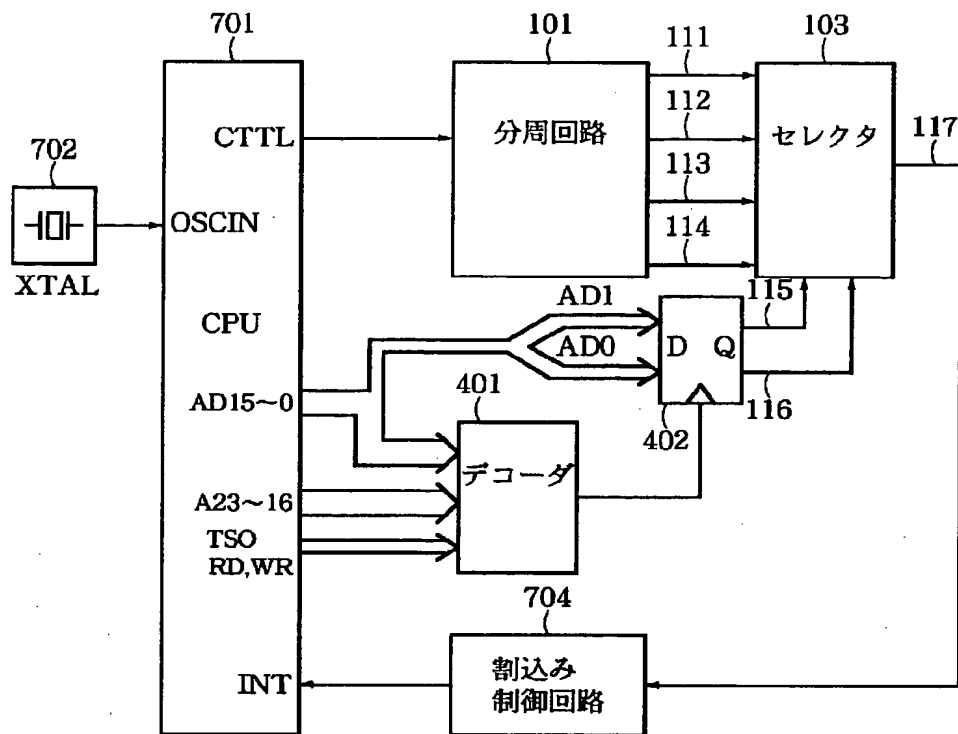 701
101
111
103
112
113
114
117
702
CTTL
分周回路
セレクタ
OSCIN
XTAL
CPU
AD1
AD0
D Q
115
116
AD15~0
401
402
デコーダ
A23~16
TSO
RD,WR
704
INT
割込み
制御回路